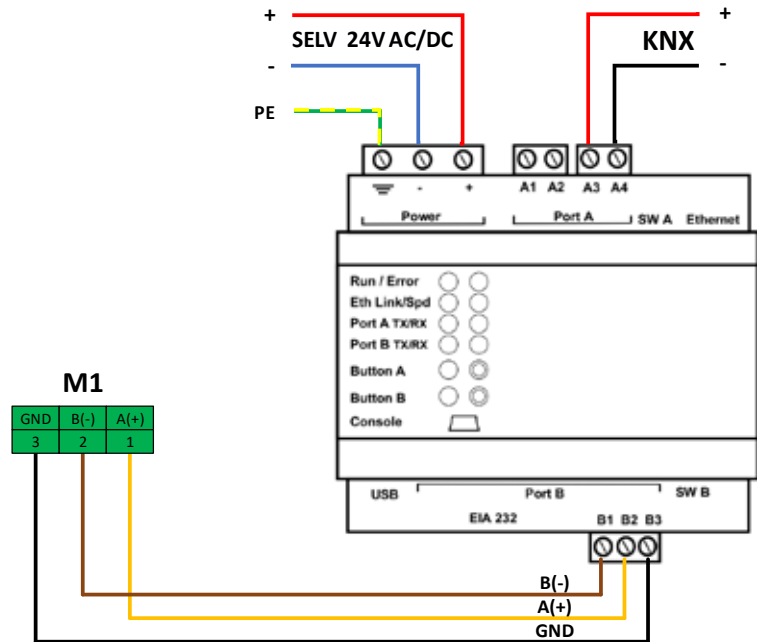 + +
SELV 24V AC/DC KNX
- -
PE
- + A1 A2 A3 A4
Power Port A SW A Ethernet
Run / Error
Eth Link/Spd
Port A TX/RX
Port B TX/RX
Button A
Button B
Console
M1
GND B(-) A(+)
3 2 1
USB Port B SW B
EIA 232 B1 B2 B3
B(-)
A(+)
GND